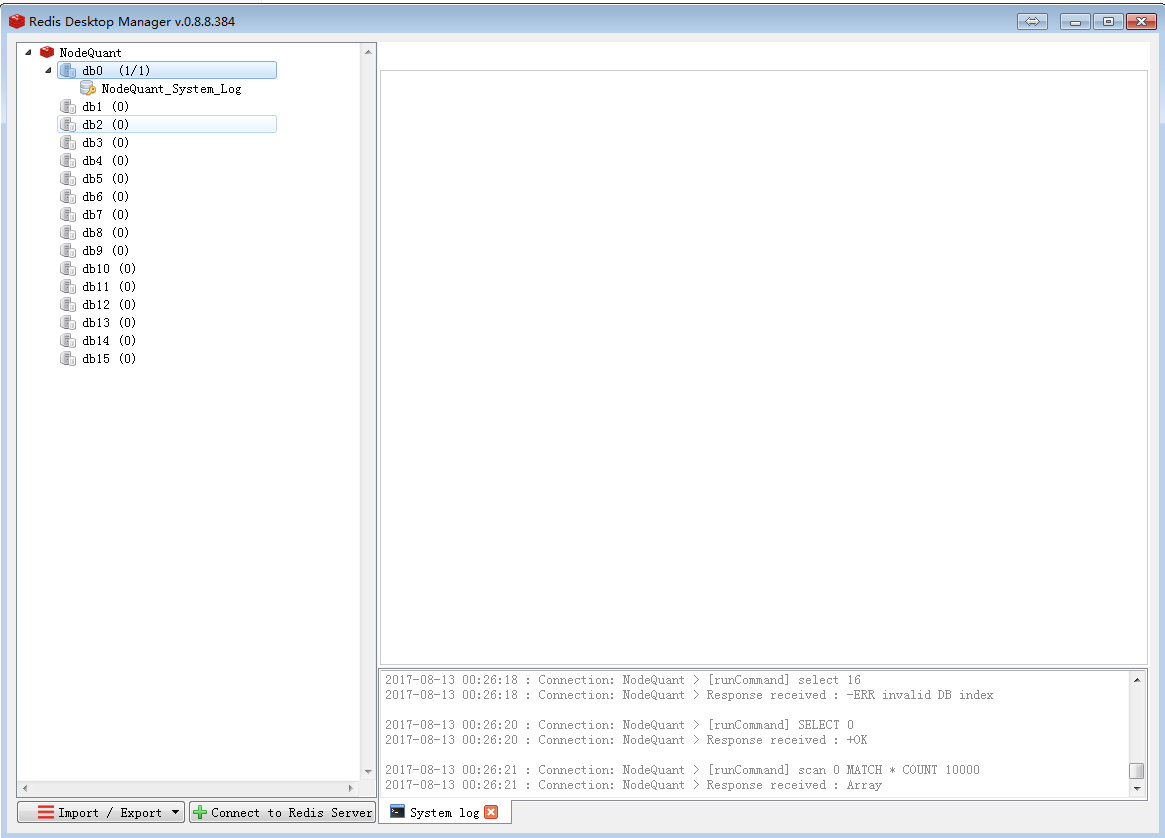 Redis Desktop Manager v.0.8.8.384
NodeQuant
db0 (1/1)
NodeQuant_System_Log
db1 (0)
db2 (0)
db3 (0)
db4 (0)
db5 (0)
db6 (0)
db7 (0)
db8 (0)
db9 (0)
db10 (0)
db11 (0)
db12 (0)
db13 (0)
db14 (0)
db15 (0)
2017-08-13 00:26:18 : Connection: NodeQuant > [runCommand] select 16
2017-08-13 00:26:18 : Connection: NodeQuant > Response received : -ERR invalid DB index
2017-08-13 00:26:20 : Connection: NodeQuant > [runCommand] SELECT 0
2017-08-13 00:26:20 : Connection: NodeQuant > Response received : +OK
2017-08-13 00:26:21 : Connection: NodeQuant > [runCommand] scan 0 MATCH * COUNT 10000
2017-08-13 00:26:21 : Connection: NodeQuant > Response received : Array
Import / Export
Connect to Redis Server
System log